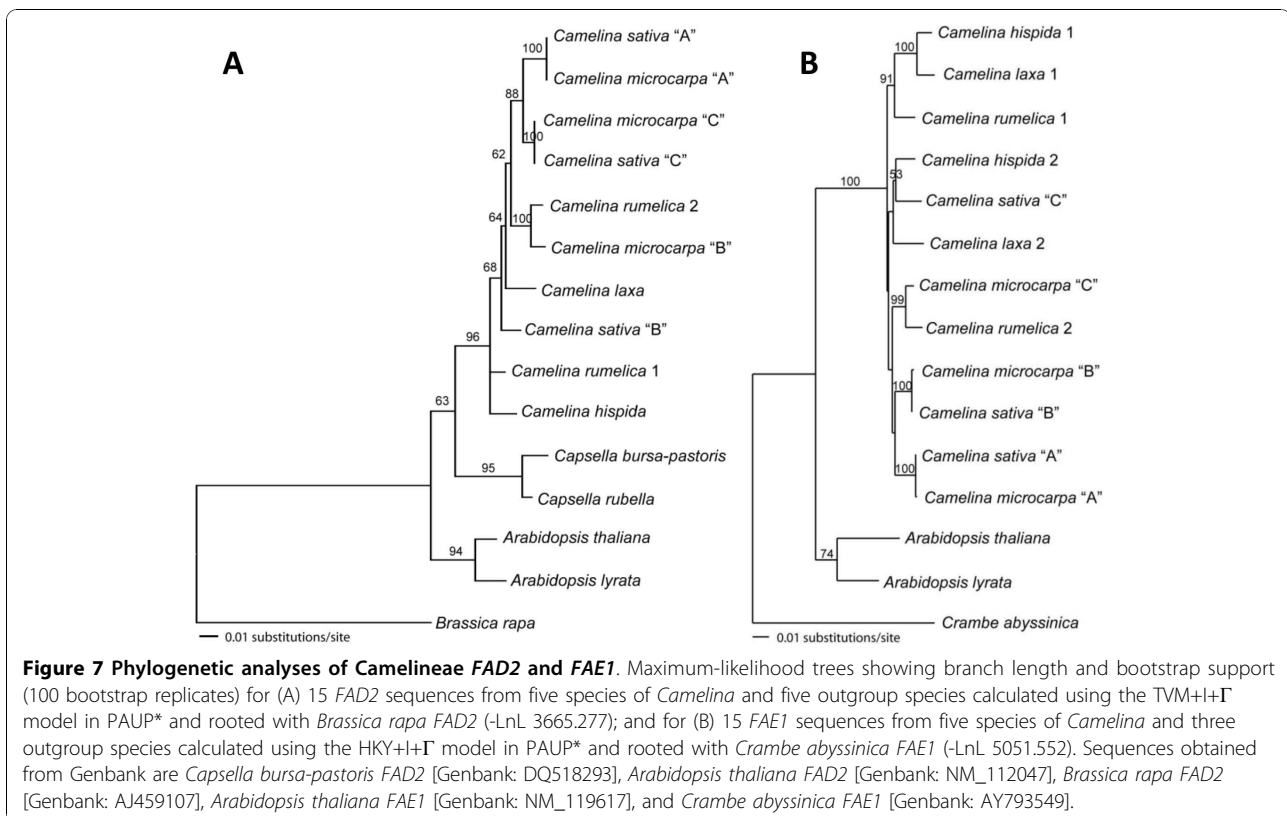 A
100
Camelina sativa "A"
Camelina microcarpa "A"
88
Camelina microcarpa "C"
100
Camelina sativa "C"
62
Camelina rumelica 2
100
Camelina microcarpa "B"
64
Camelina laxa
68
Camelina sativa "B"
96
Camelina rumelica 1
Camelina hispida
63
Capsella bursa-pastoris
95
Capsella rubella
Arabidopsis thaliana
94
Arabidopsis lyrata
Brassica rapa
0.01 substitutions/site
B
Camelina hispida 1
100
Camelina laxa 1
91
Camelina rumelica 1
Camelina hispida 2
53
Camelina sativa "C"
100
Camelina laxa 2
Camelina microcarpa "C"
99
Camelina rumelica 2
Camelina microcarpa "B"
100
Camelina sativa "B"
Camelina sativa "A"
100
Camelina microcarpa "A"
Arabidopsis thaliana
74
Arabidopsis lyrata
Crambe abyssinica
0.01 substitutions/site
Figure 7 Phylogenetic analyses of Camelineae FAD2 and FAE1. Maximum-likelihood trees showing branch length and bootstrap support
(100 bootstrap replicates) for (A) 15 FAD2 sequences from five species of Camelina and five outgroup species calculated using the TVM+I+Γ
model in PAUP* and rooted with Brassica rapa FAD2 (-LnL 3665.277); and for (B) 15 FAE1 sequences from five species of Camelina and three
outgroup species calculated using the HKY+I+Γ model in PAUP* and rooted with Crambe abyssinica FAE1 (-LnL 5051.552). Sequences obtained
from Genbank are Capsella bursa-pastoris FAD2 [Genbank: DQ518293], Arabidopsis thaliana FAD2 [Genbank: NM_112047], Brassica rapa FAD2
[Genbank: AJ459107], Arabidopsis thaliana FAE1 [Genbank: NM_119617], and Crambe abyssinica FAE1 [Genbank: AY793549].